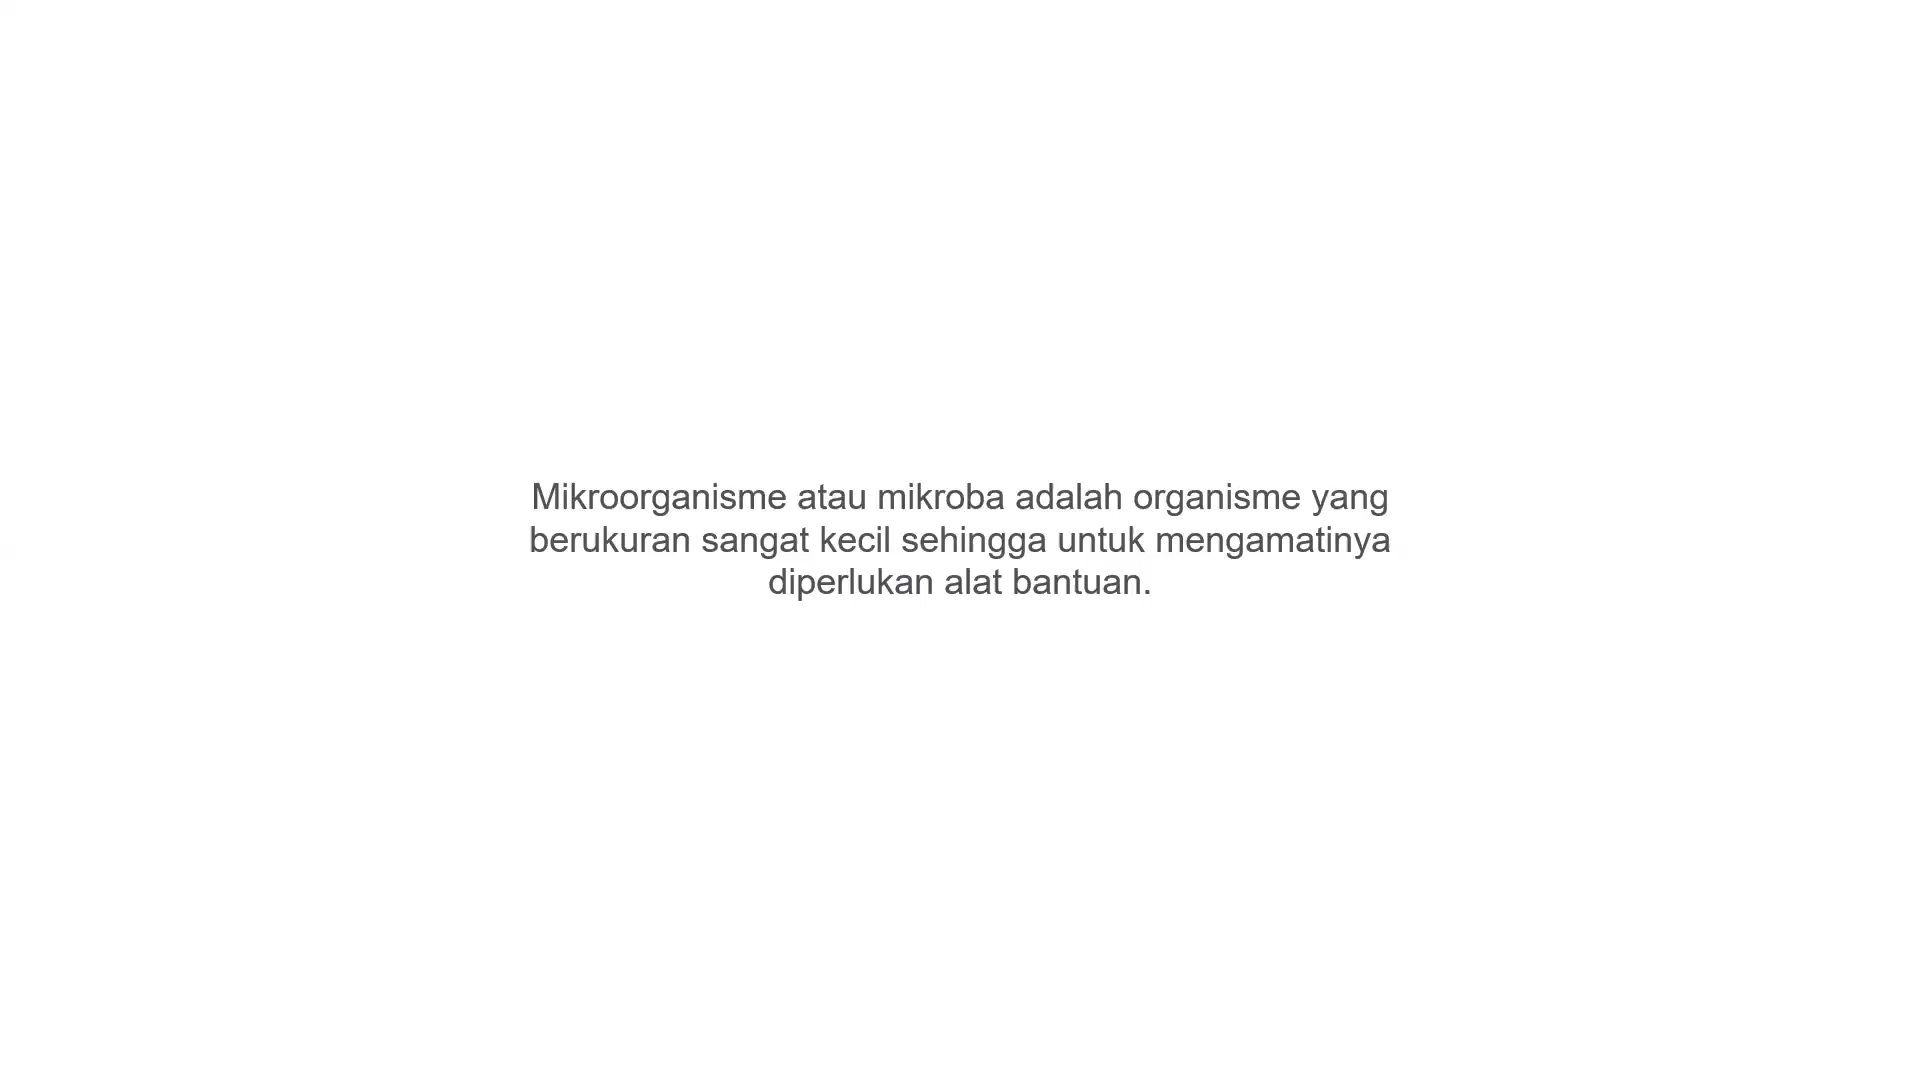 Mikroorganisme atau mikroba adalah organisme yang
berukuran sangat kecil sehingga untuk mengamatinya
diperlukan alat bantuan.